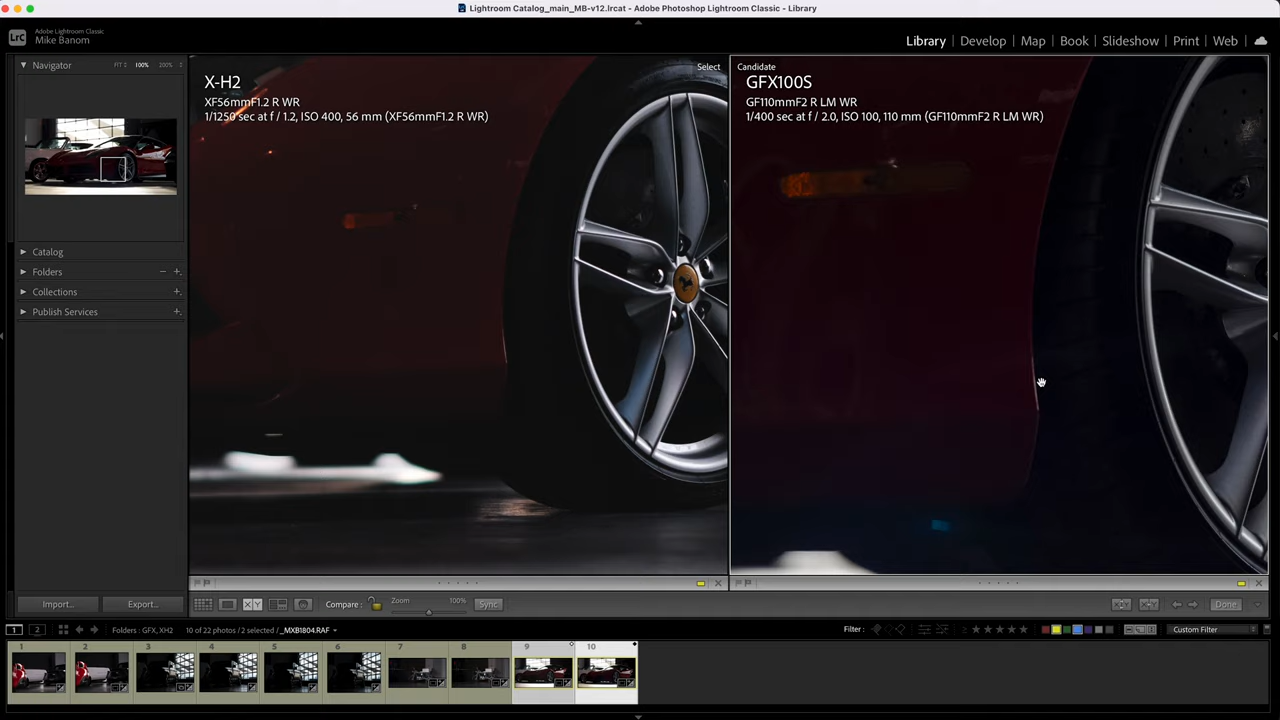 Lightroom Catalog_main_MB-v12.lrcat - Adobe Photoshop Lightroom Classic - Library
LrC
Adobe Lightroom Classic
Mike Banom
Library | Develop | Map | Book | Slideshow | Print | Web
Navigator
FIT
100%
200%
Catalog
Folders
Collections
Publish Services
Import...
Export...
X-H2
XF56mmF1.2 R WR
1/1250 sec at f / 1.2, ISO 400, 56 mm (XF56mmF1.2 R WR)
Select
Candidate
GFX100S
GF110mmF2 R LM WR
1/400 sec at f / 2.0, ISO 100, 110 mm (GF110mmF2 R LM WR)
X Y
Compare :
Zoom
100%
Sync
Done
1
2
Folders : GFX, XH2
10 of 22 photos / 2 selected / _MXB1804.RAF
Filter :
Custom Filter
1
2
3
4
5
6
7
8
9
10